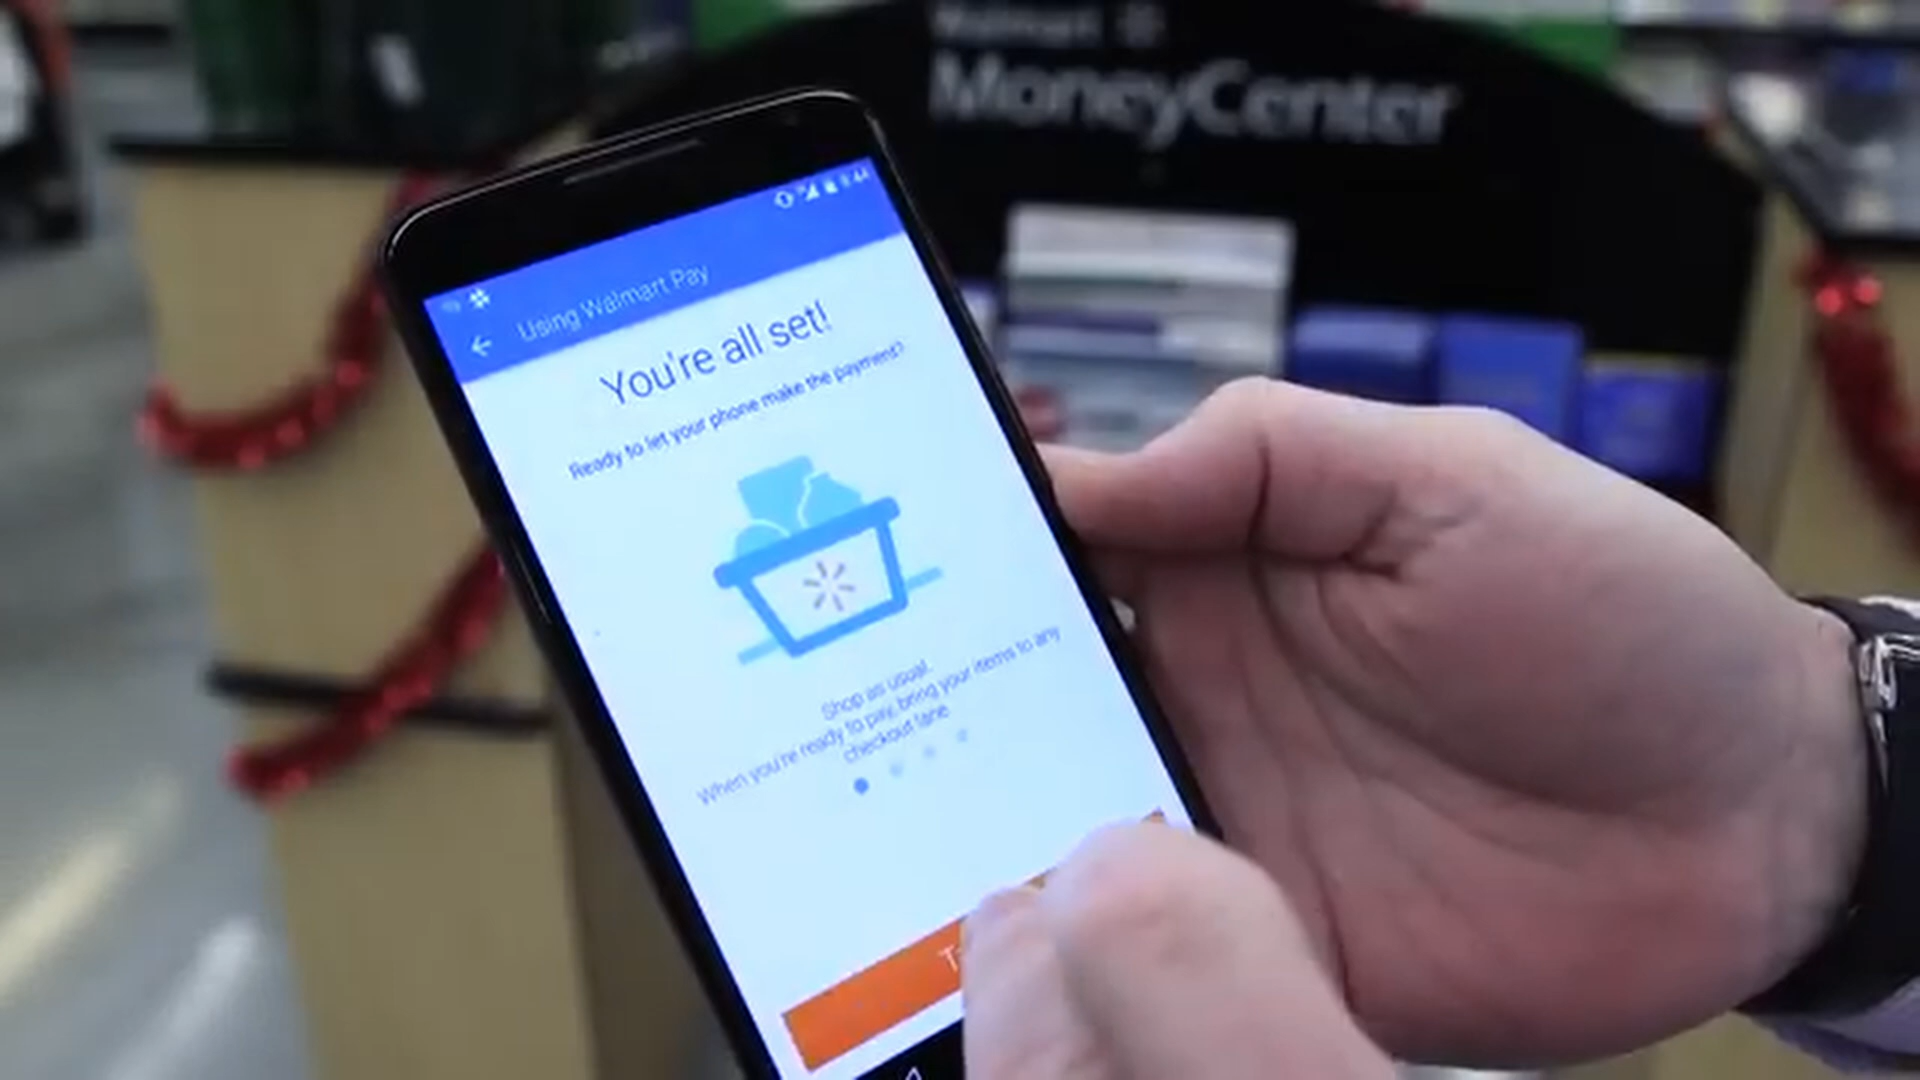 Walmart
MoneyCenter
Using Walmart Pay
You're all set!
Ready to let your phone make the payment?
Shop as usual.
When you're ready to pay, bring your items to any
checkout lane